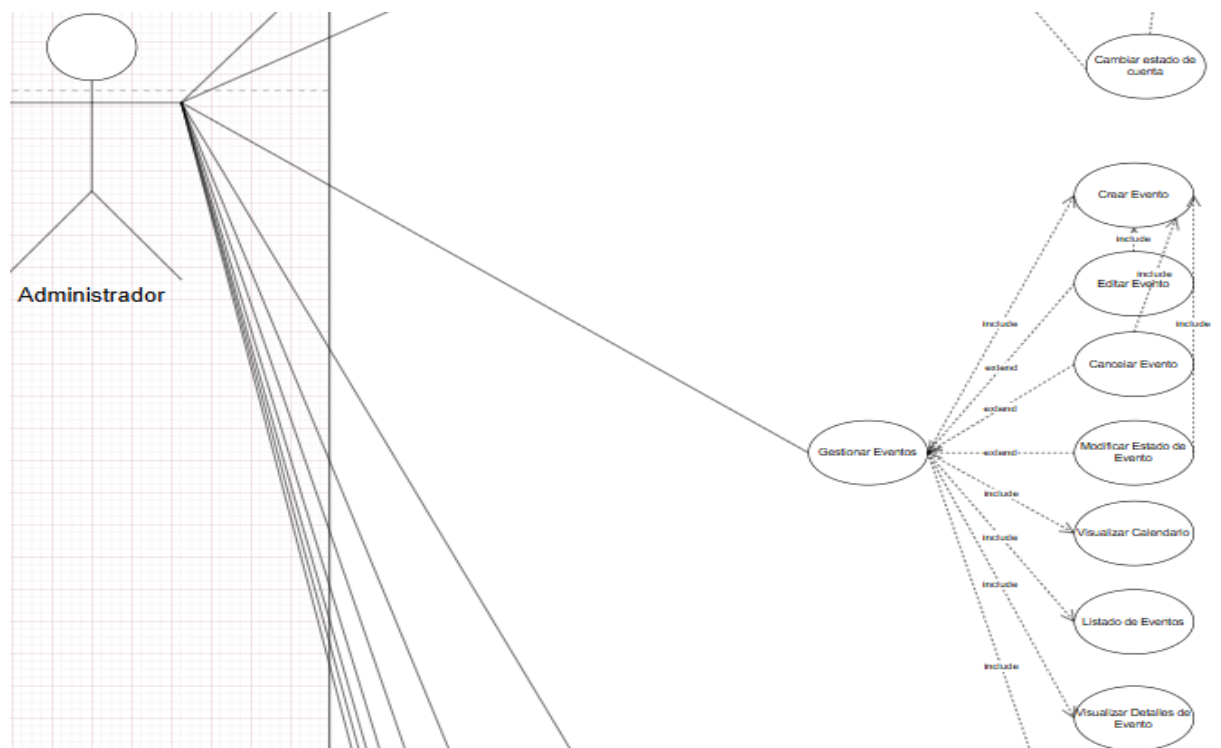 Cambiar estado de
cuenta
Crear Evento
include
include
Editar Evento
Administrador
include
include
extend
Cancelar Evento
extend
Gestionar Eventos
extend
Modificar Estado de
Evento
include
Visualizar Calendario
include
include
Listado de Eventos
include
Visualizar Detalles de
Evento